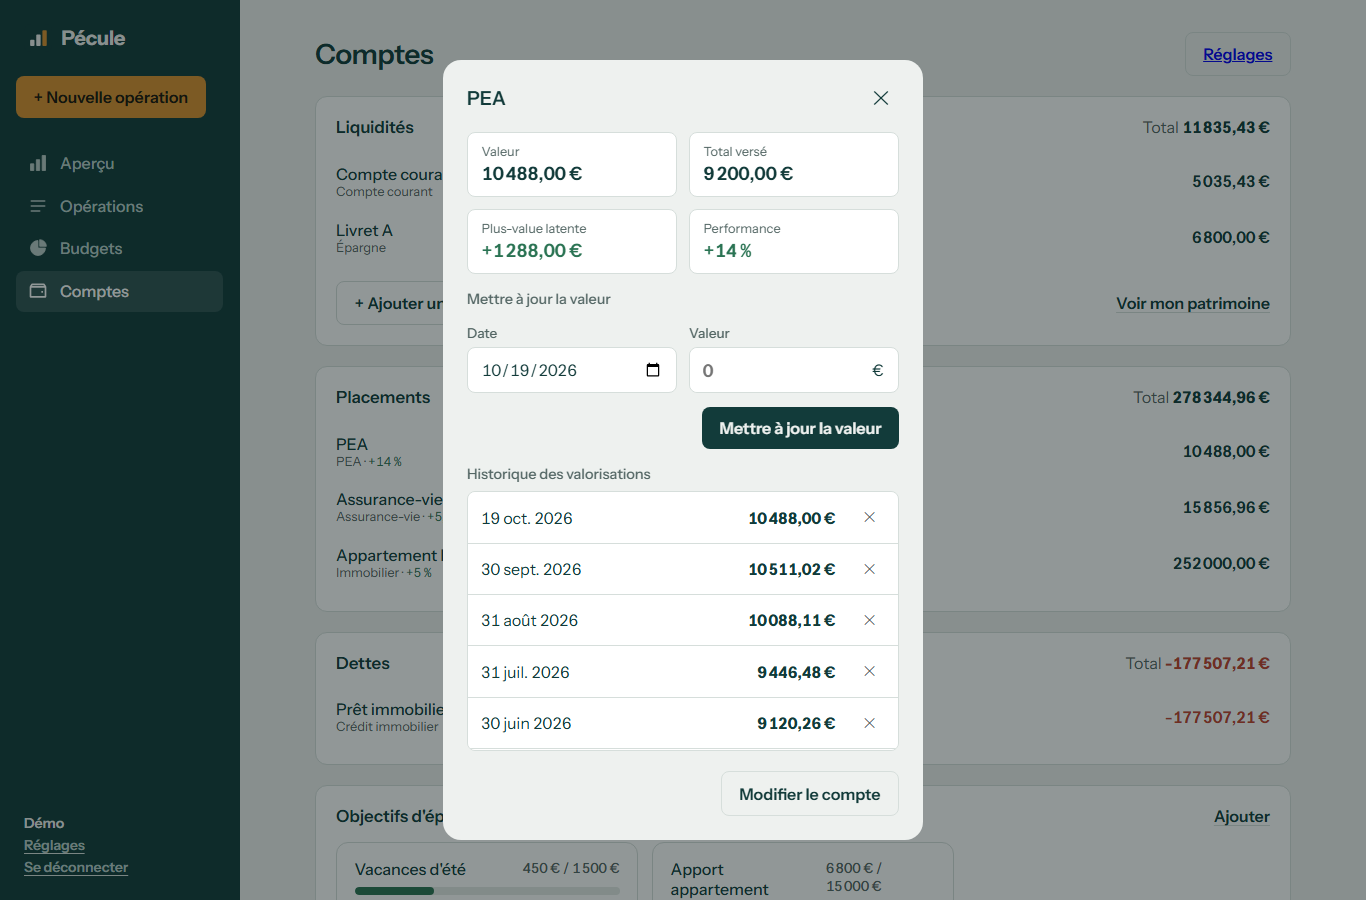 Pécule
+ Nouvelle opération
Aperçu
Opérations
Budgets
Comptes
Démo
Réglages
Se déconnecter
Comptes
Réglages
Liquidités
Total 11 835,43 €
Compte coura
Compte courant
5 035,43 €
Livret A
Épargne
6 800,00 €
+ Ajouter un
Voir mon patrimoine
Placements
Total 278 344,96 €
PEA
PEA · +14 %
10 488,00 €
Assurance-vie
Assurance-vie · +5
15 856,96 €
Appartement
Immobilier · +5 %
252 000,00 €
Dettes
Total -177 507,21 €
Prêt immobilie
Crédit immobilier
-177 507,21 €
Objectifs d'ép
Ajouter
Vacances d'été
450 € / 1 500 €
Apport
appartement
6 800 € /
15 000 €
PEA
Valeur
10 488,00 €
Total versé
9 200,00 €
Plus-value latente
+1 288,00 €
Performance
+14 %
Mettre à jour la valeur
Date
Valeur
10/19/2026
0 €
Mettre à jour la valeur
Historique des valorisations
19 oct. 2026 10 488,00 €
30 sept. 2026 10 511,02 €
31 août 2026 10 088,11 €
31 juil. 2026 9 446,48 €
30 juin 2026 9 120,26 €
Modifier le compte